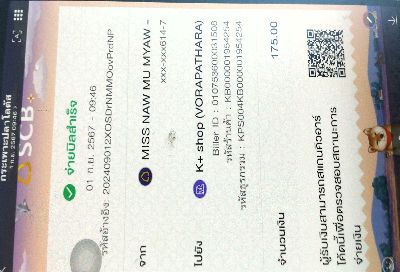 กระเพาะปลาโลตัส
1 ก.ย. 2567 09:46
SCB
จ่ายบิลสำเร็จ
01 ก.ย. 2567 - 09:46
รหัสอ้างอิง: 202409012XOSDrNMMOovPrdNP
จาก MISS NAW MU MYAW -
xxx-xxx614-7
ไปยัง K+ shop (VORAPATHARA)
Biller ID : 010753600031508
รหัสร้านค้า : KB000001954254
รหัสธุรกรรม : KPS004KB000001954254
จำนวนเงิน 175.00
ผู้รับเงินสามารถสแกนคิวอาร์
โค้ดนี้เพื่อตรวจสอบสถานะการ
จ่ายเงิน